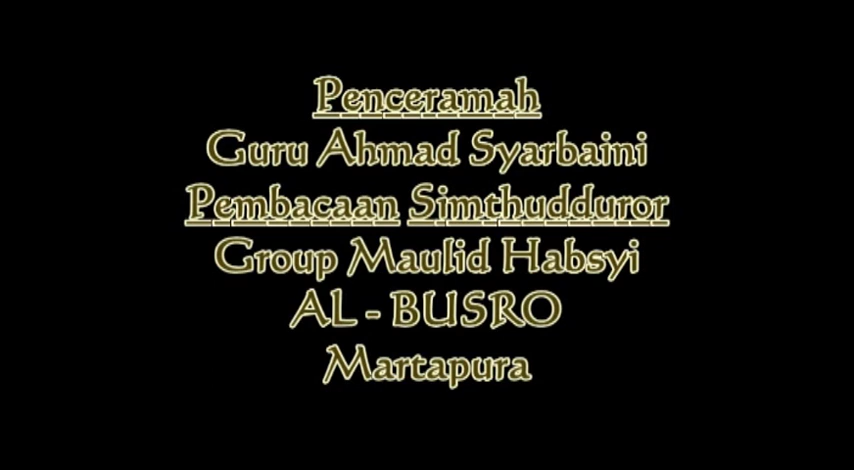 Penceramah
Guru Ahmad Syarbaini
Pembacaan Simthudduror
Group Maulid Habsyi
AL - BUSRO
Martapura